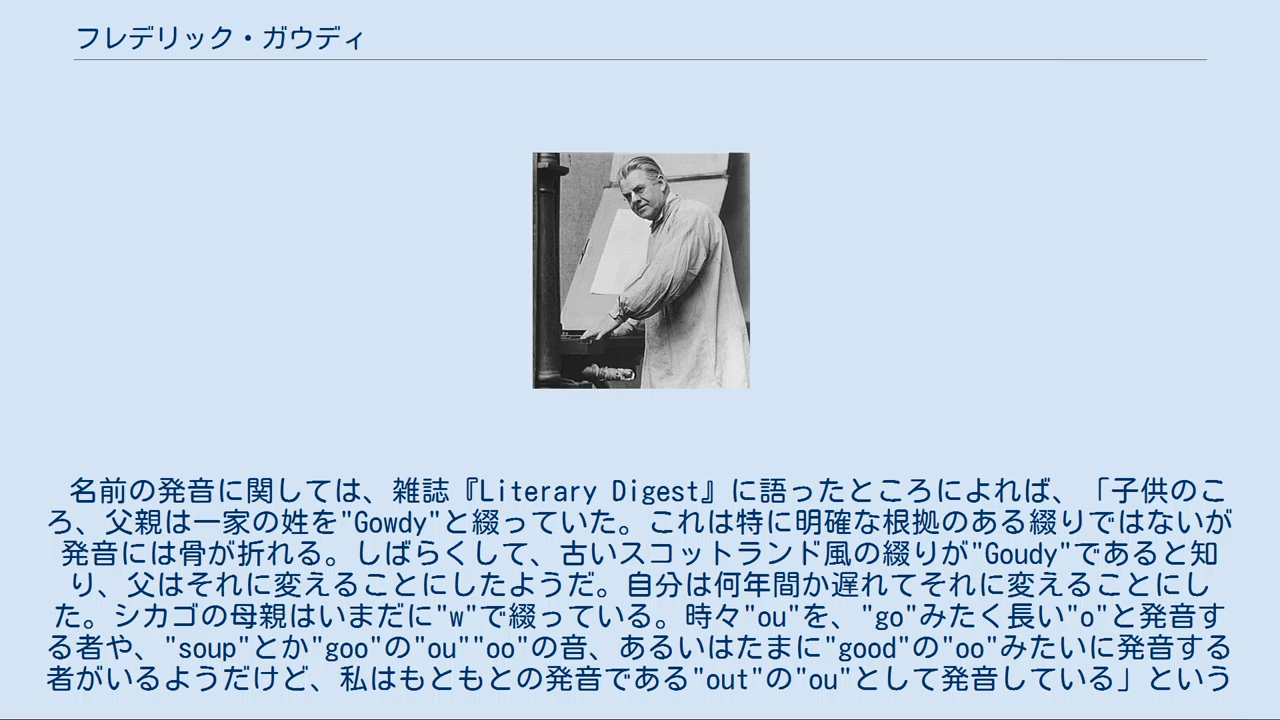 フレデリック・ガウディ
名前の発音に関しては、雑誌『Literary Digest』に語ったところによれば、「子供のこ
ろ、父親は一家の姓を"Gowdy"と綴っていた。これは特に明確な根拠のある綴りではないが
発音には骨が折れる。しばらくして、古いスコットランド風の綴りが"Goudy"であると知
り、父はそれに変えることにしたようだ。自分は何年間か遅れてそれに変えることにし
た。シカゴの母親はいまだに"w"で綴っている。時々"ou"を、"go"みたく長い"o"と発音す
る者や、"soup"とか"goo"の"ou""oo"の音、あるいはたまに"good"の"oo"みたいに発音する
者がいるようだけど、私はもともとの発音である"out"の"ou"として発音している」という